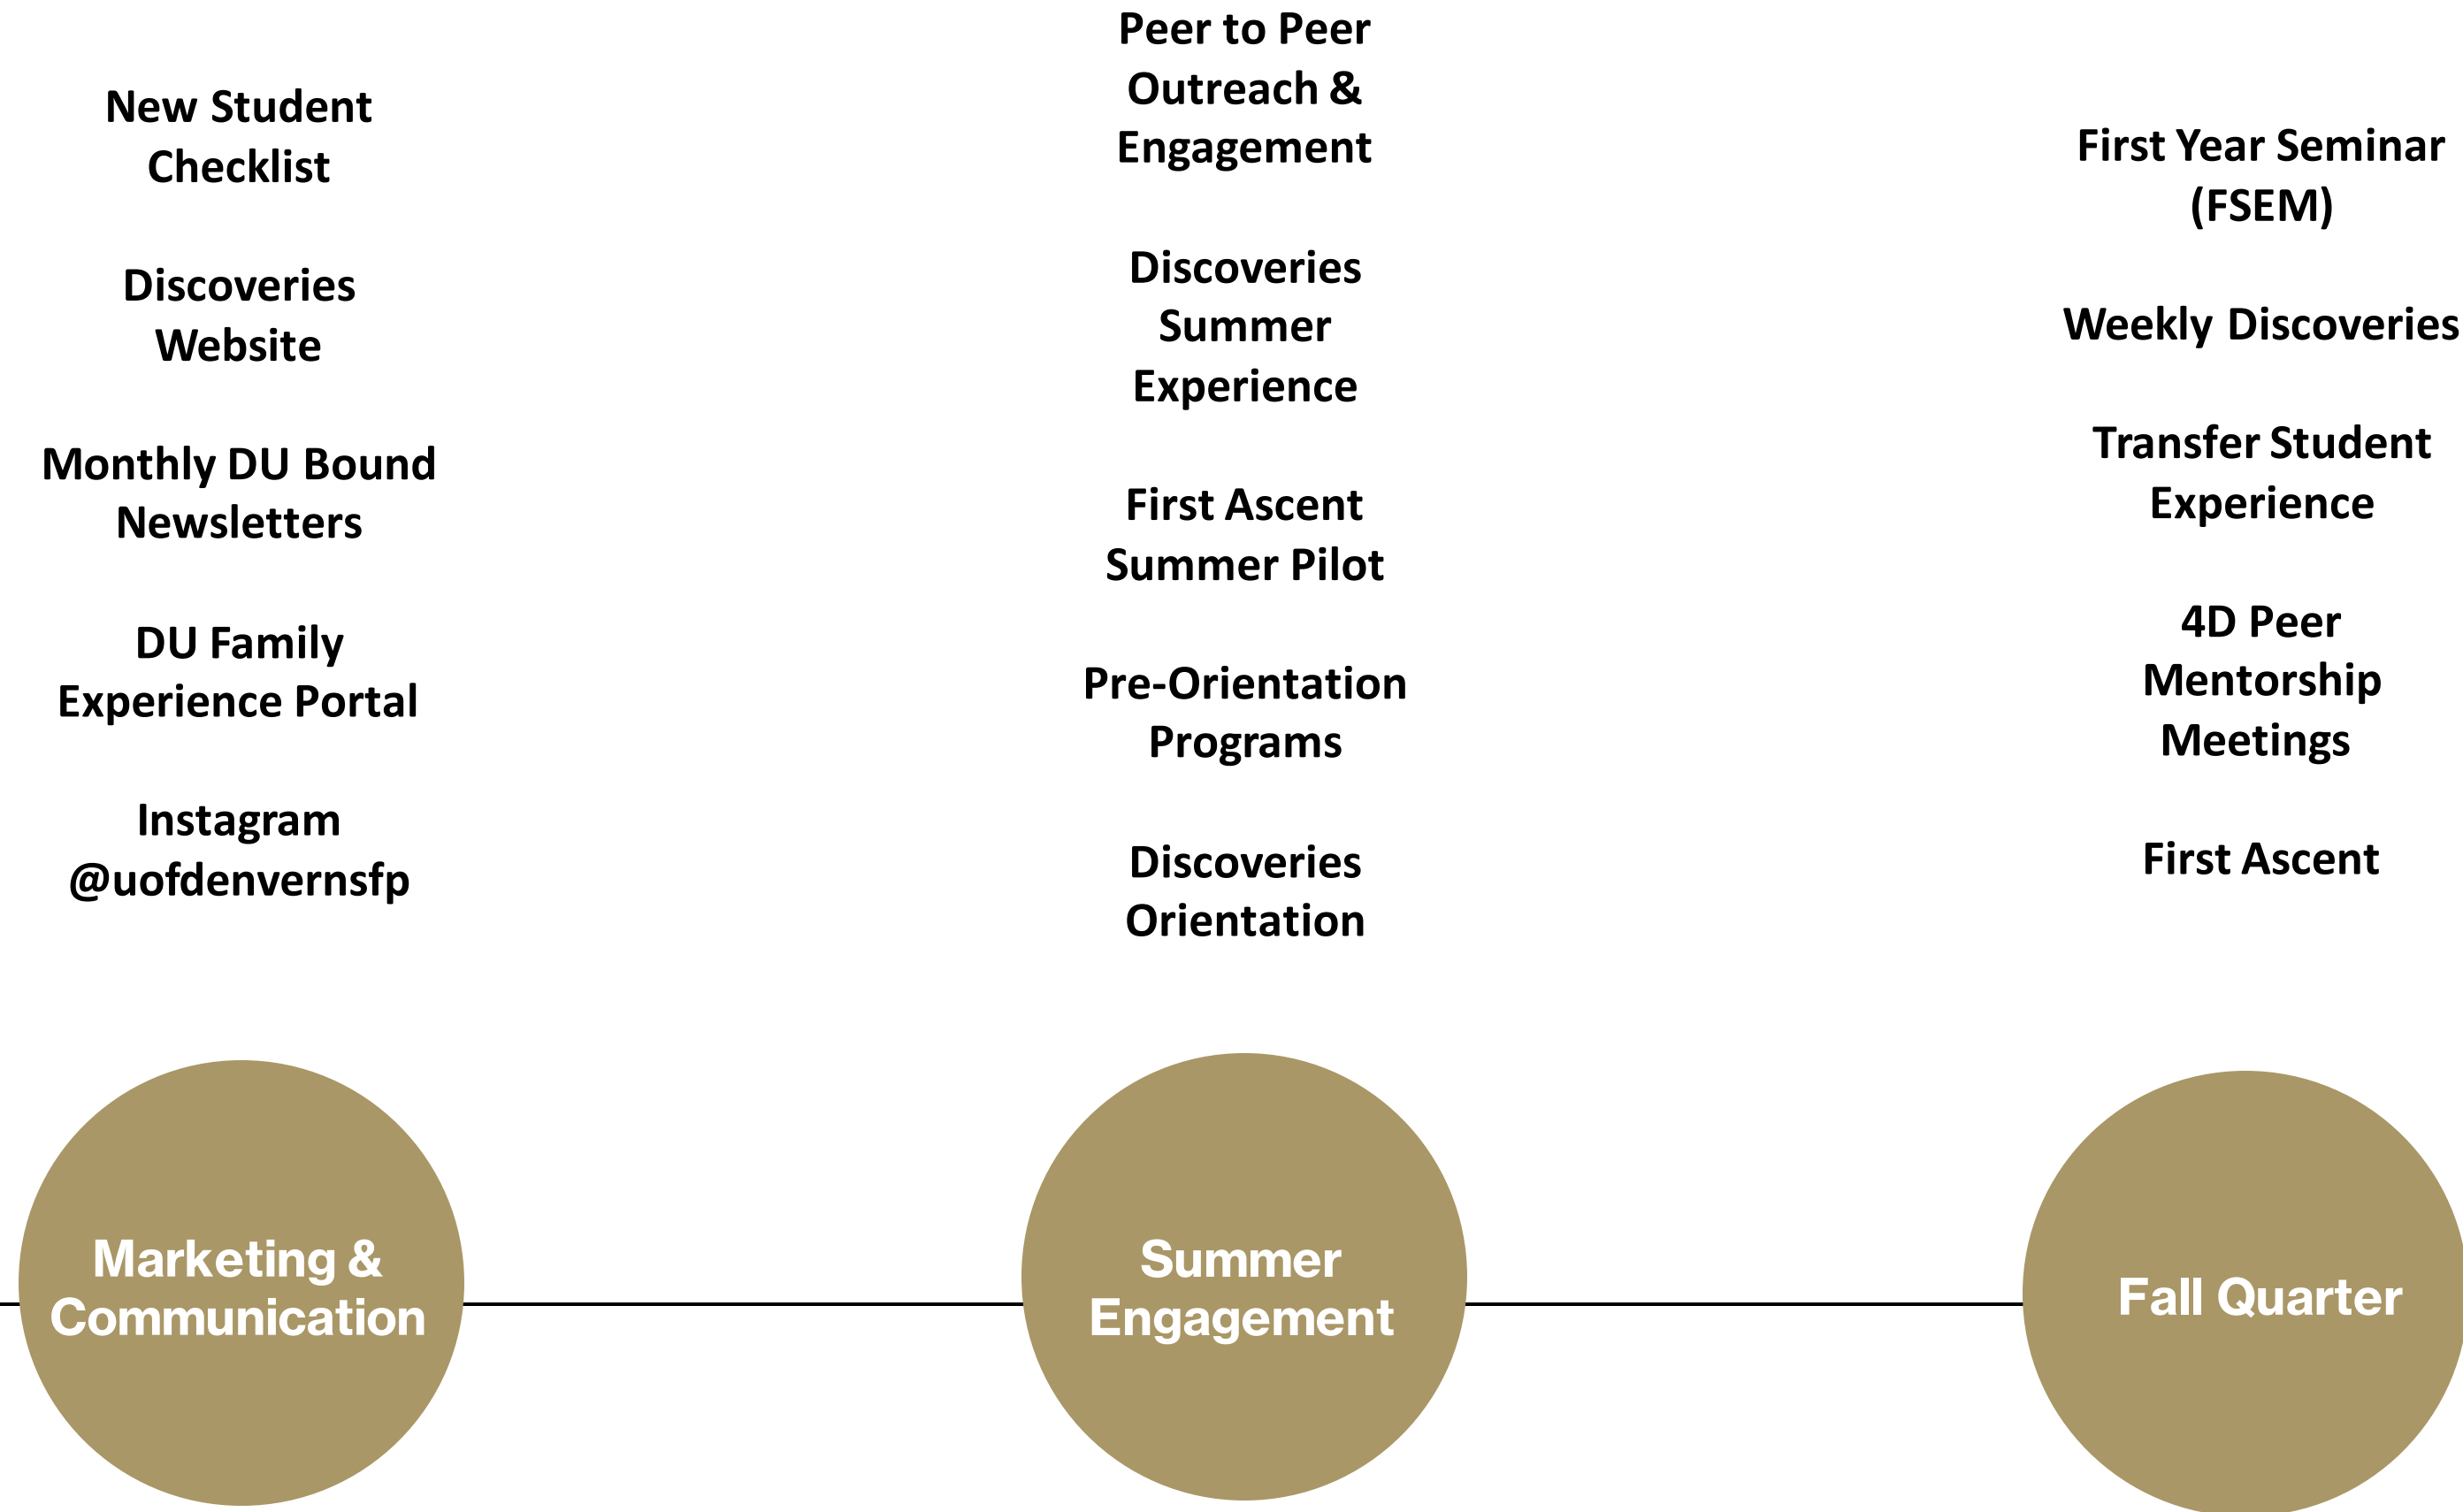 New Student
Checklist
Discoveries
Website
Monthly DU Bound
Newsletters
DU Family
Experience Portal
Instagram
@uofdenvernsfp
Marketing &
Communication
Peer to Peer
Outreach &
Engagement
Discoveries
Summer
Experience
First Ascent
Summer Pilot
Pre-Orientation
Programs
Discoveries
Orientation
Summer
Engagement
First Year Seminar
(FSEM)
Weekly Discoveries
Transfer Student
Experience
4D Peer
Mentorship
Meetings
First Ascent
Fall Quarter